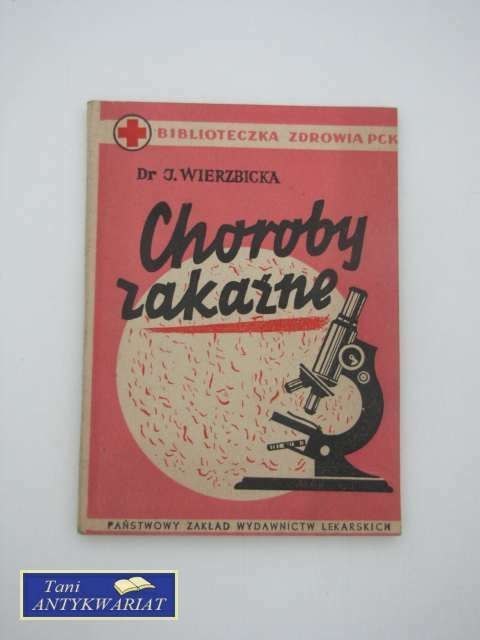 BIBLIOTECZKA ZDROWIA PCK
Dr J. WIERZBICKA
Choroby
zakaźne
PAŃSTWOWY ZAKŁAD WYDAWNICTW LEKARSKICH
Tani
ANTYKWARIAT